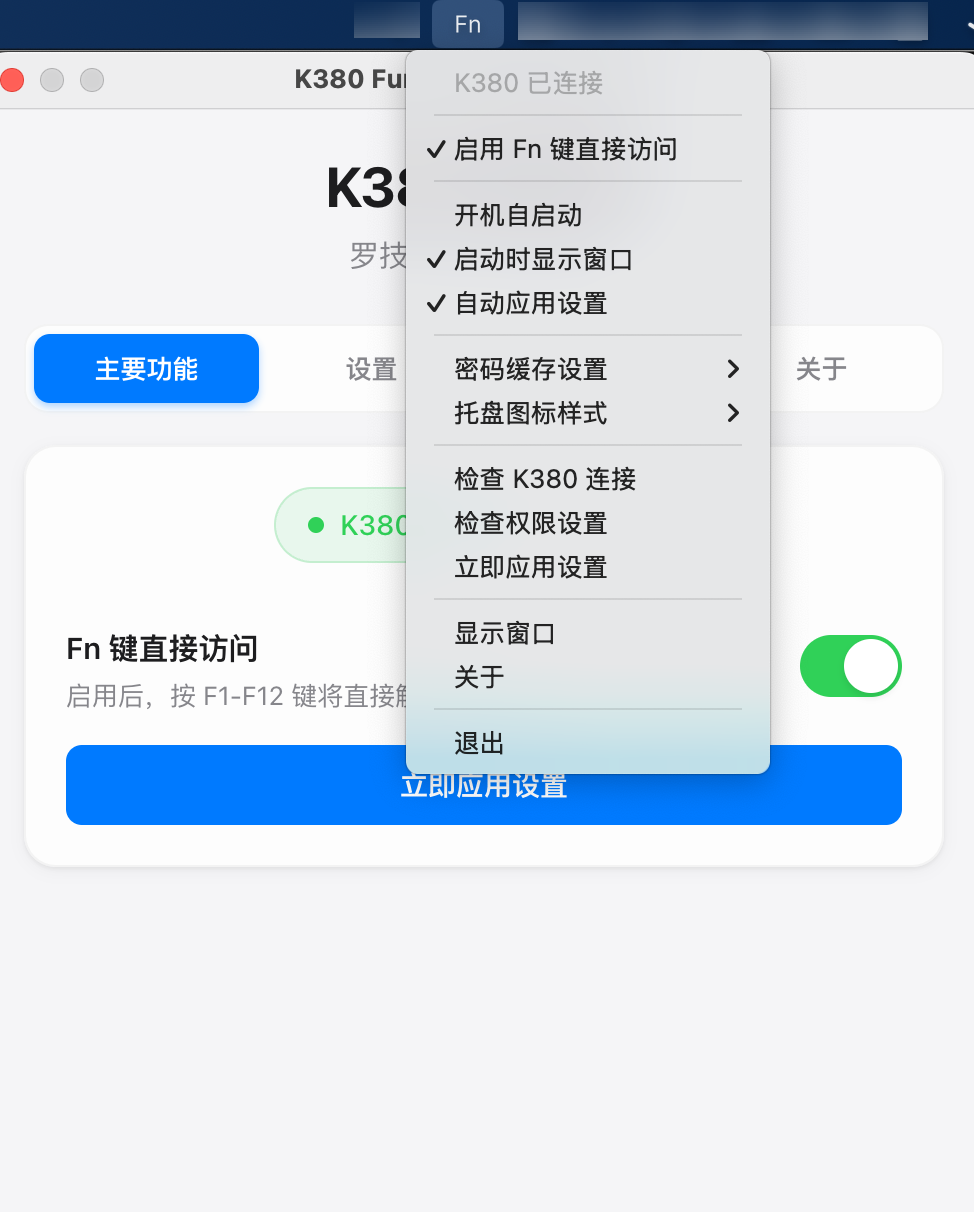 Fn
K380 Fu
K38
罗技
主要功能
设置
关于
K380
Fn 键直接访问
启用后，按 F1-F12 键将直接
立即应用设置
K380 已连接
启用 Fn 键直接访问
开机自启动
启动时显示窗口
自动应用设置
密码缓存设置
托盘图标样式
检查 K380 连接
检查权限设置
立即应用设置
显示窗口
关于
退出